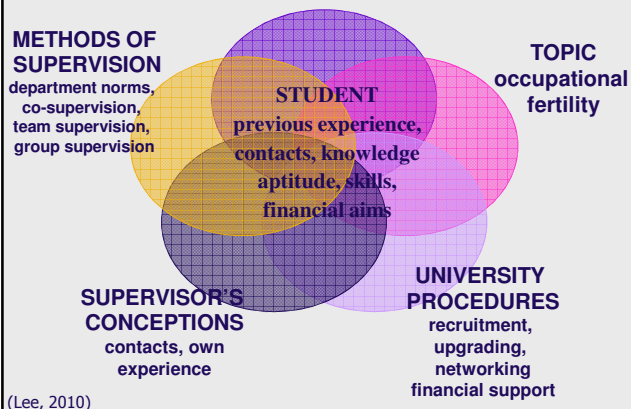 METHODS OF
SUPERVISION
department norms,
co-supervision,
team supervision,
group supervision
TOPIC
occupational
fertility
STUDENT
previous experience,
contacts, knowledge
aptitude, skills,
financial aims
SUPERVISOR'S
CONCEPTIONS
contacts, own
experience
UNIVERSITY
PROCEDURES
recruitment,
upgrading,
networking
financial support
(Lee, 2010)